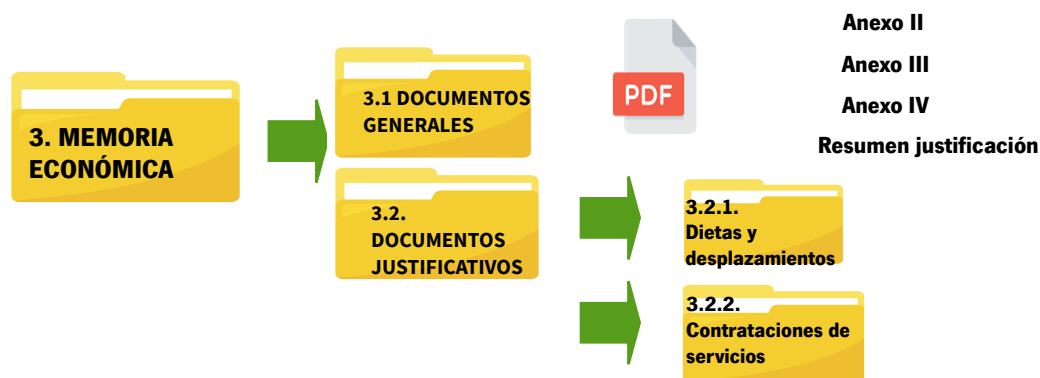 3. MEMORIA
ECONÓMICA
3.1 DOCUMENTOS
GENERALES
PDF
Anexo II
Anexo III
Anexo IV
Resumen justificación
3.2.
DOCUMENTOS
JUSTIFICATIVOS
3.2.1.
Dietas y
desplazamientos
3.2.2.
Contrataciones de
servicios